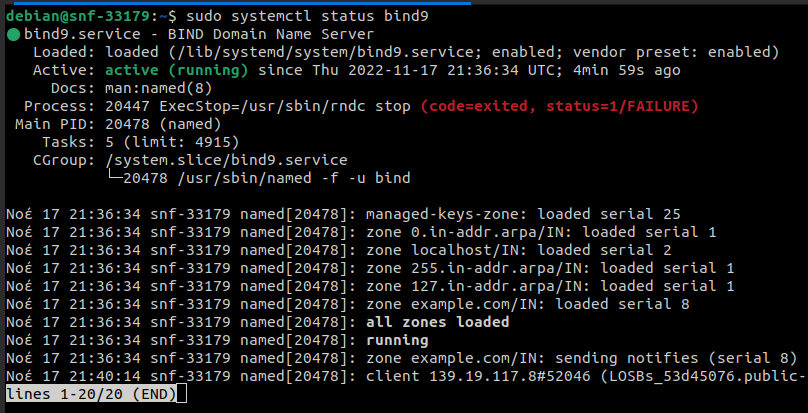 debian@snf-33179:~$ sudo systemctl status bind9
● bind9.service - BIND Domain Name Server
   Loaded: loaded (/lib/systemd/system/bind9.service; enabled; vendor preset: enabled)
   Active: active (running) since Thu 2022-11-17 21:36:34 UTC; 4min 59s ago
     Docs: man:named(8)
  Process: 20447 ExecStop=/usr/sbin/rndc stop (code=exited, status=1/FAILURE)
 Main PID: 20478 (named)
    Tasks: 5 (limit: 4915)
   CGroup: /system.slice/bind9.service
           └─20478 /usr/sbin/named -f -u bind

Νοέ 17 21:36:34 snf-33179 named[20478]: managed-keys-zone: loaded serial 25
Νοέ 17 21:36:34 snf-33179 named[20478]: zone 0.in-addr.arpa/IN: loaded serial 1
Νοέ 17 21:36:34 snf-33179 named[20478]: zone localhost/IN: loaded serial 2
Νοέ 17 21:36:34 snf-33179 named[20478]: zone 255.in-addr.arpa/IN: loaded serial 1
Νοέ 17 21:36:34 snf-33179 named[20478]: zone 127.in-addr.arpa/IN: loaded serial 1
Νοέ 17 21:36:34 snf-33179 named[20478]: zone example.com/IN: loaded serial 8
Νοέ 17 21:36:34 snf-33179 named[20478]: all zones loaded
Νοέ 17 21:36:34 snf-33179 named[20478]: running
Νοέ 17 21:36:34 snf-33179 named[20478]: zone example.com/IN: sending notifies (serial 8)
Νοέ 17 21:40:14 snf-33179 named[20478]: client 139.19.117.8#52046 (LOSBs_53d45076.public-
lines 1-20/20 (END)